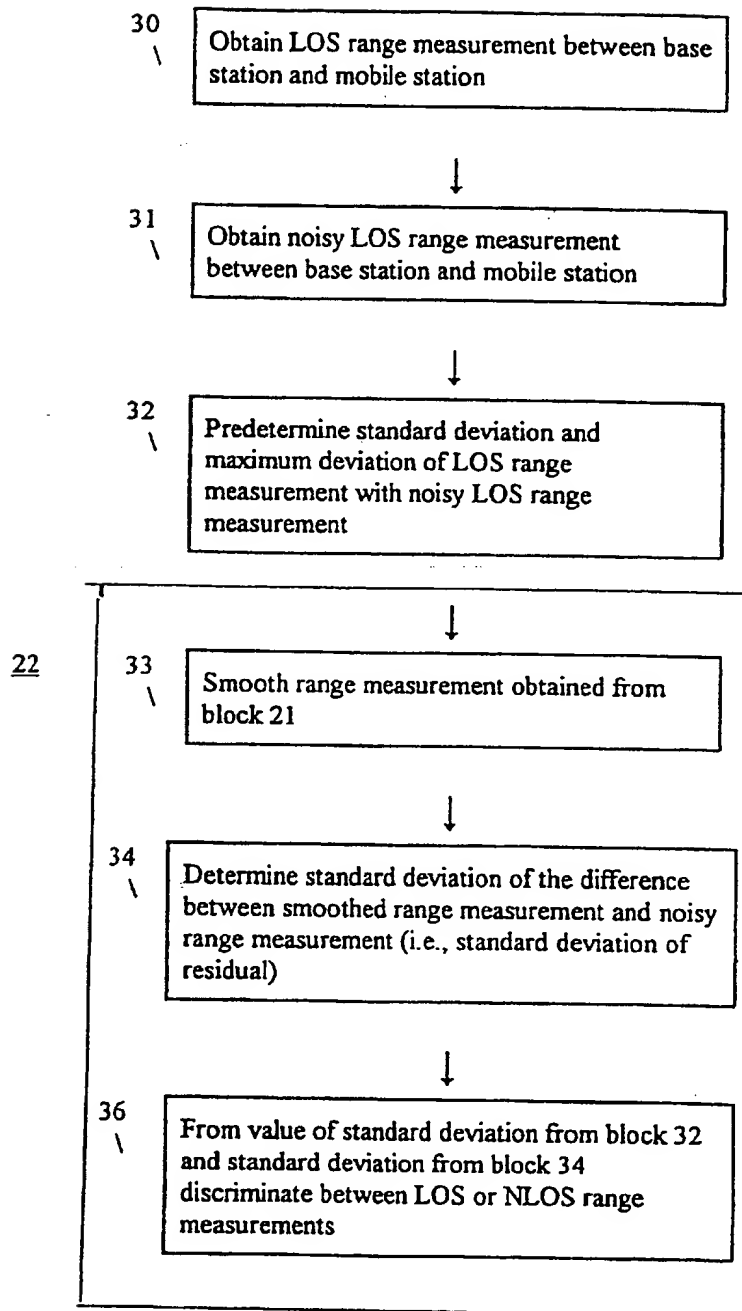 30
Obtain LOS range measurement between base
station and mobile station
31
Obtain noisy LOS range measurement
between base station and mobile station
32
Predetermine standard deviation and
maximum deviation of LOS range
measurement with noisy LOS range
measurement
22
33
Smooth range measurement obtained from
block 21
34
Determine standard deviation of the difference
between smoothed range measurement and noisy
range measurement (i.e., standard deviation of
residual)
36
From value of standard deviation from block 32
and standard deviation from block 34
discriminate between LOS or NLOS range
measurements